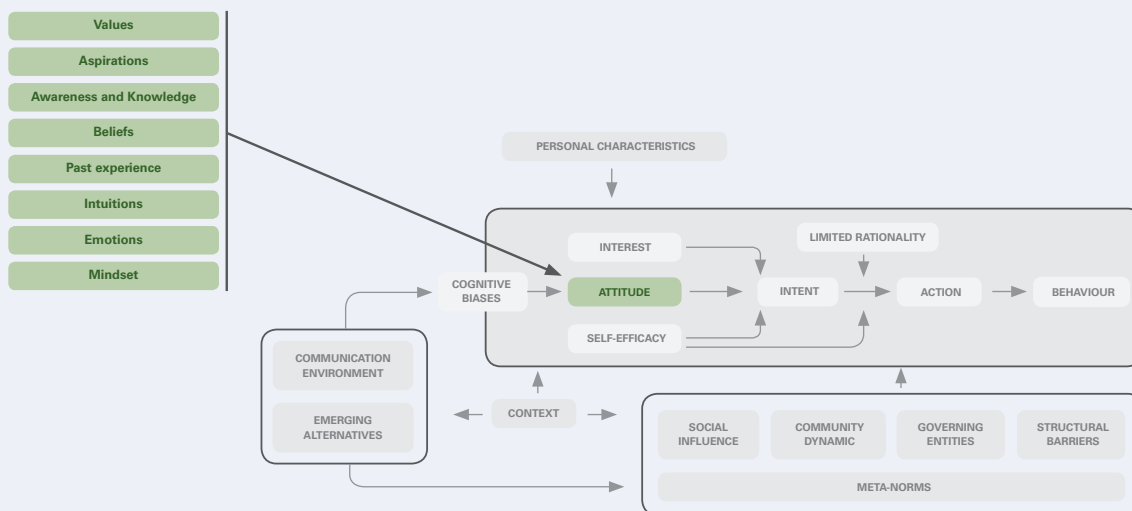 Values
Aspirations
Awareness and Knowledge
Beliefs
Past experience
Intuitions
Emotions
Mindset
PERSONAL CHARACTERISTICS
INTEREST
LIMITED RATIONALITY
COGNITIVE
BIASES
ATTITUDE
INTENT
ACTION
BEHAVIOUR
SELF-EFFICACY
COMMUNICATION
ENVIRONMENT
EMERGING
ALTERNATIVES
CONTEXT
SOCIAL
INFLUENCE
COMMUNITY
DYNAMIC
GOVERNING
ENTITIES
STRUCTURAL
BARRIERS
META-NORMS